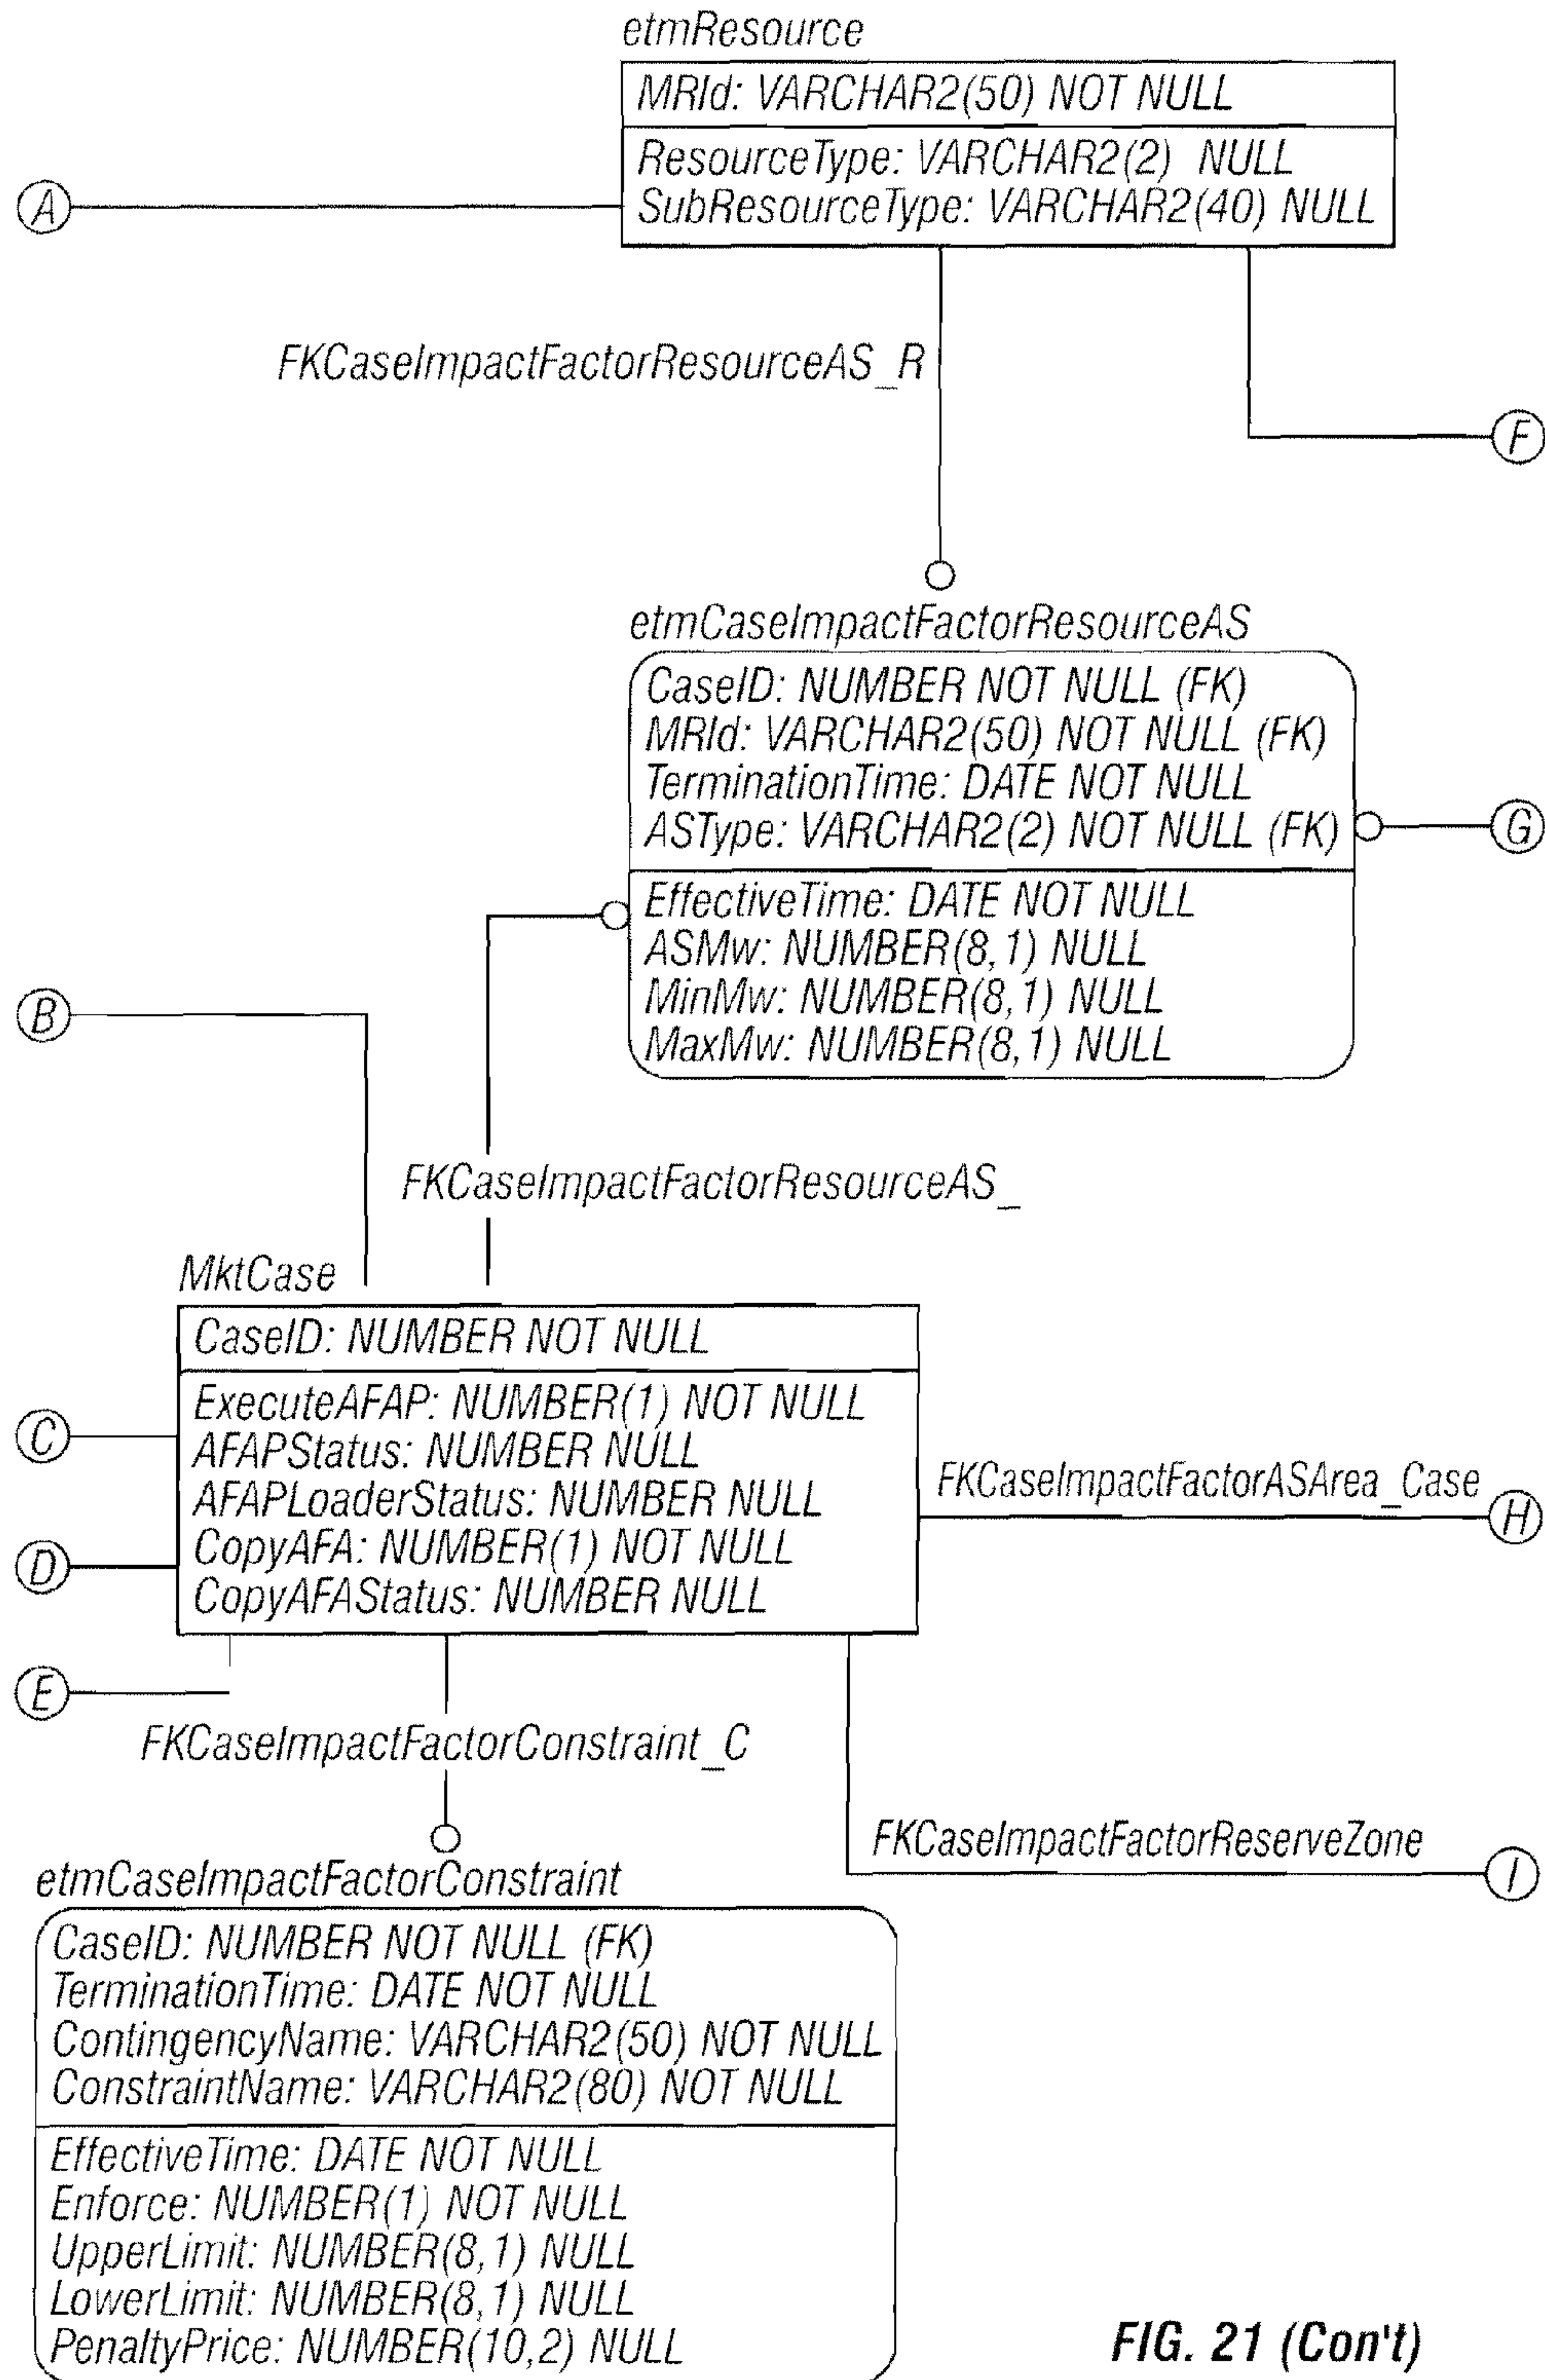 etmResource
MRId: VARCHAR2(50) NOT NULL
ResourceType: VARCHAR2(2) NULL
SubResourceType: VARCHAR2(40) NULL
A
FKCaseImpactFactorResourceAS_R
F
etmCaseImpactFactorResourceAS
CaseID: NUMBER NOT NULL (FK)
MRId: VARCHAR2(50) NOT NULL (FK)
TerminationTime: DATE NOT NULL
ASType: VARCHAR2(2) NOT NULL (FK)
G
EffectiveTime: DATE NOT NULL
ASMw: NUMBER(8,1) NULL
MinMw: NUMBER(8,1) NULL
MaxMw: NUMBER(8,1) NULL
B
FKCaseImpactFactorResourceAS_
MktCase
CaseID: NUMBER NOT NULL
ExecuteAFAP: NUMBER(1) NOT NULL
AFAPStatus: NUMBER NULL
AFAPLoaderStatus: NUMBER NULL
CopyAFA: NUMBER(1) NOT NULL
CopyAFAStatus: NUMBER NULL
C
FKCaseImpactFactorASArea_Case
H
D
E
FKCaseImpactFactorConstraint_C
FKCaseImpactFactorReserveZone
I
etmCaseImpactFactorConstraint
CaseID: NUMBER NOT NULL (FK)
TerminationTime: DATE NOT NULL
ContingencyName: VARCHAR2(50) NOT NULL
ConstraintName: VARCHAR2(80) NOT NULL
EffectiveTime: DATE NOT NULL
Enforce: NUMBER(1) NOT NULL
UpperLimit: NUMBER(8,1) NULL
LowerLimit: NUMBER(8,1) NULL
PenaltyPrice: NUMBER(10,2) NULL
FIG. 21 (Con't)